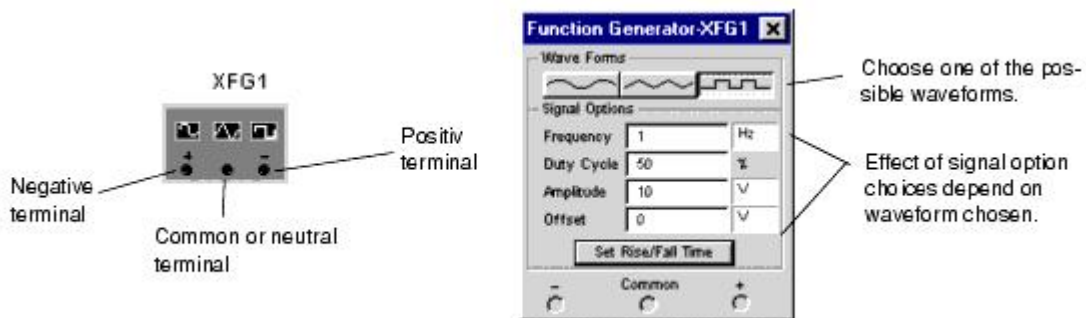 XFG1
+
–
Negative
terminal
Common or neutral
terminal
Positiv
terminal
Function Generator-XFG1
Wave Forms
Signal Options
Frequency 1 Hz
Duty Cycle 50 %
Amplitude 10 V
Offset 0 V
Set Rise/Fall Time
– Common +
Choose one of the pos-
sible waveforms.
Effect of signal option
choices depend on
waveform chosen.